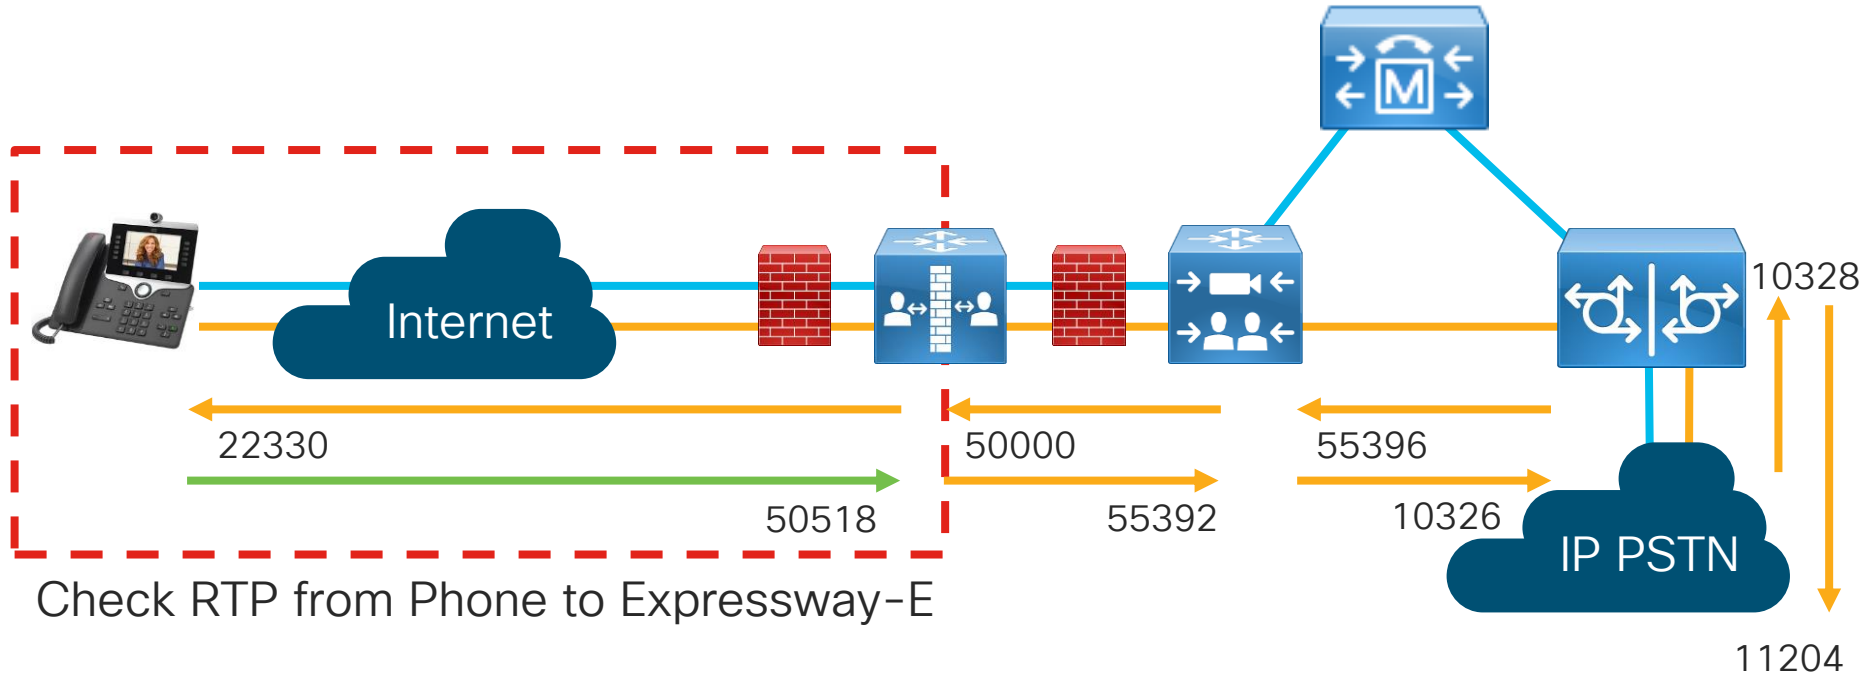 M
10328
Internet
22330
50000
55396
50518
55392
10326
IP PSTN
Check RTP from Phone to Expressway-E
11204